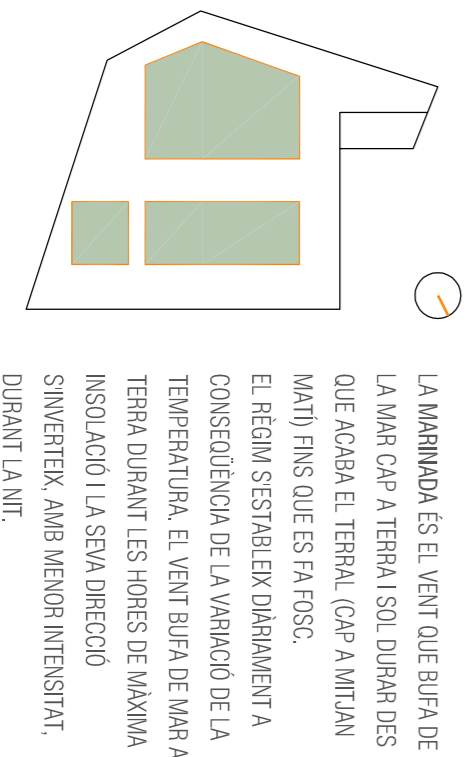 LA MARINADA ÉS EL VENT QUE BUFA DE
LA MAR CAP A TERRA I SOL DURAR DES
QUE ACABA EL TERRAL (CAP A MITJAN
MATÍ) FINS QUE ES FA FOSC.
EL RÈGIM S'ESTABLEIX DIÀRIAMENT A
CONSEQÜÈNCIA DE LA VARIACIÓ DE LA
TEMPERATURA. EL VENT BUFA DE MAR A
TERRA DURANT LES HORES DE MÀXIMA
INSOLACIÓ I LA SEVA DIRECCIÓ
S'INVERTEIX, AMB MENOR INTENSITAT,
DURANT LA NIT.